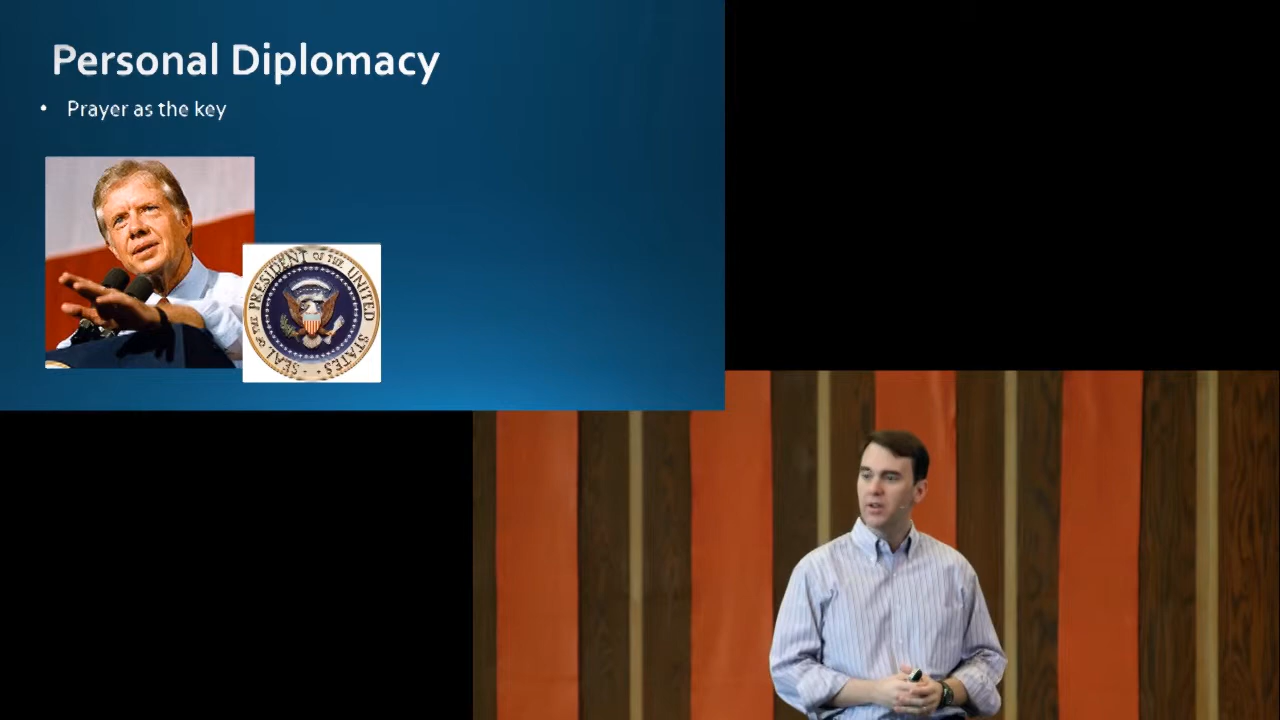 Personal Diplomacy
• Prayer as the key
SEAL OF THE PRESIDENT OF THE UNITED STATES